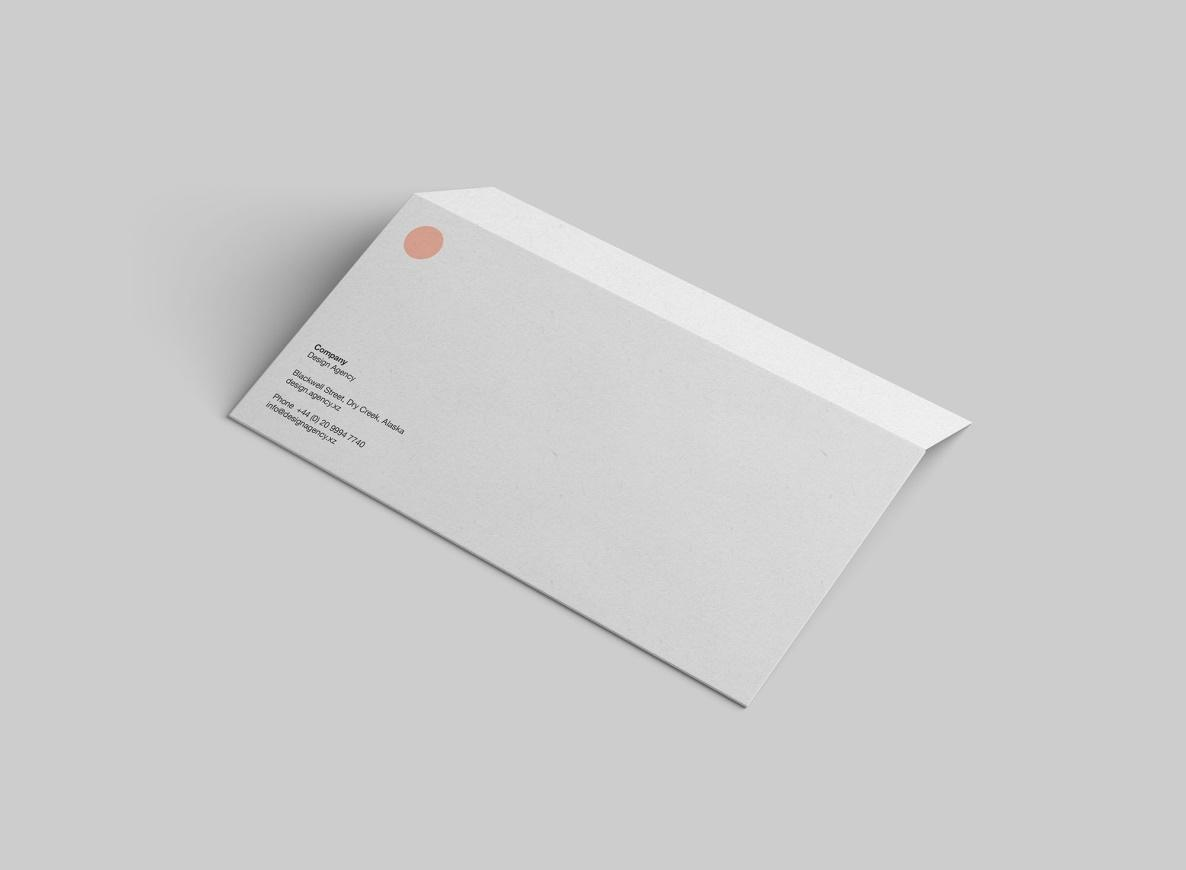 Company
Design Agency
Blackwell Street, Dry Creek, Alaska
design.agency.xz
Phone +44 (0) 20 9994 7740
info@designagency.xz